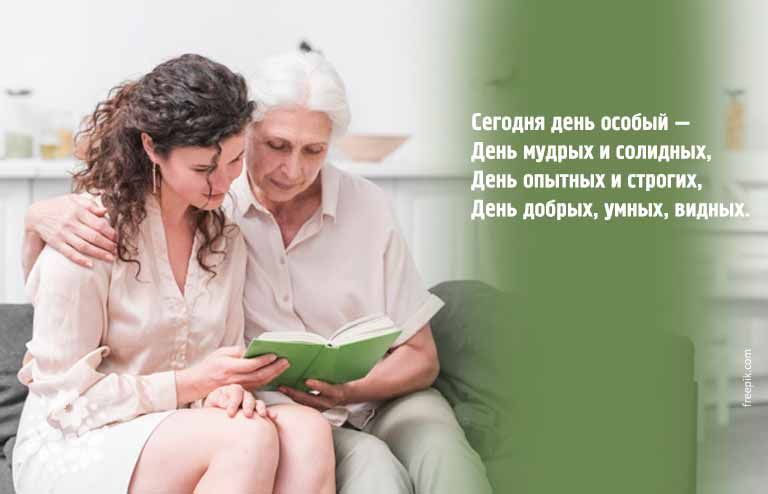 Сегодня день особый —
День мудрых и солидных,
День опытных и строгих,
День добрых, умных, видных.
freepik.com